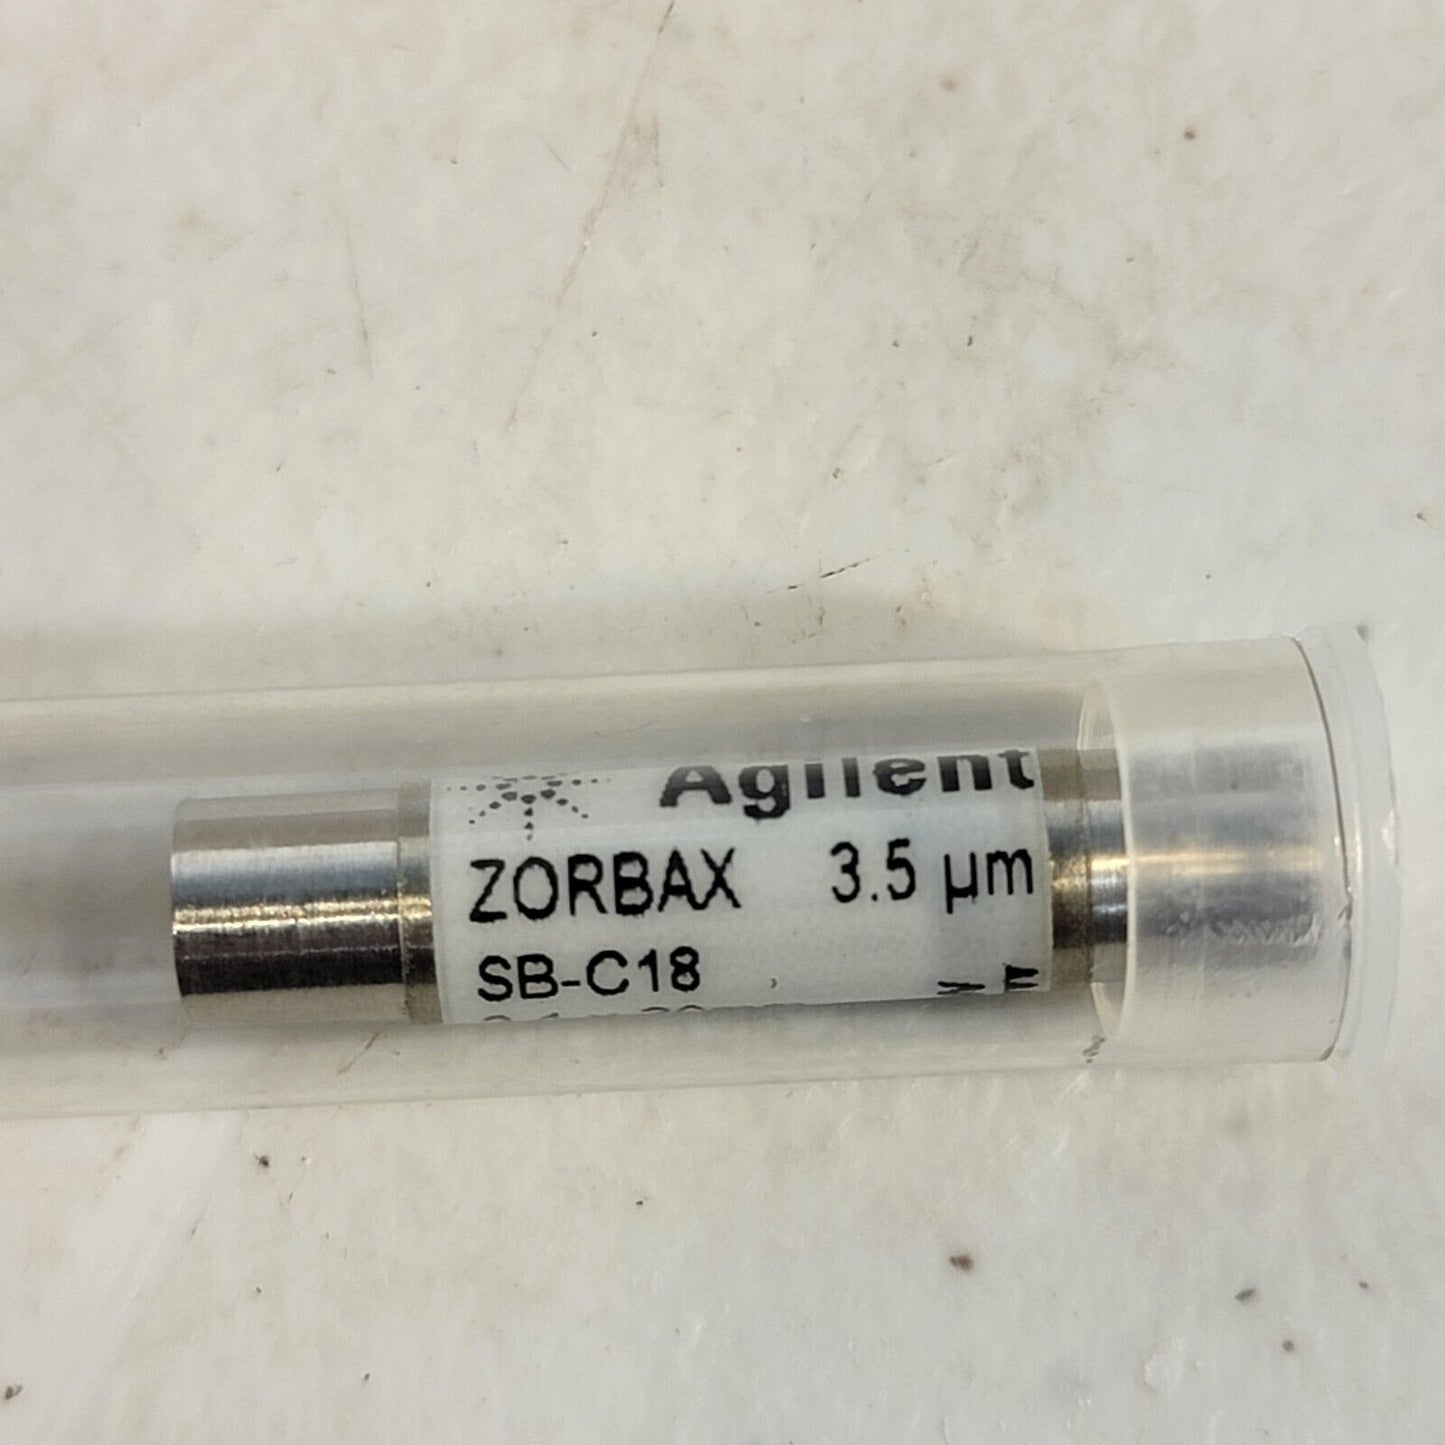 Agilent
ZORBAX 3.5 µm
SB-C18